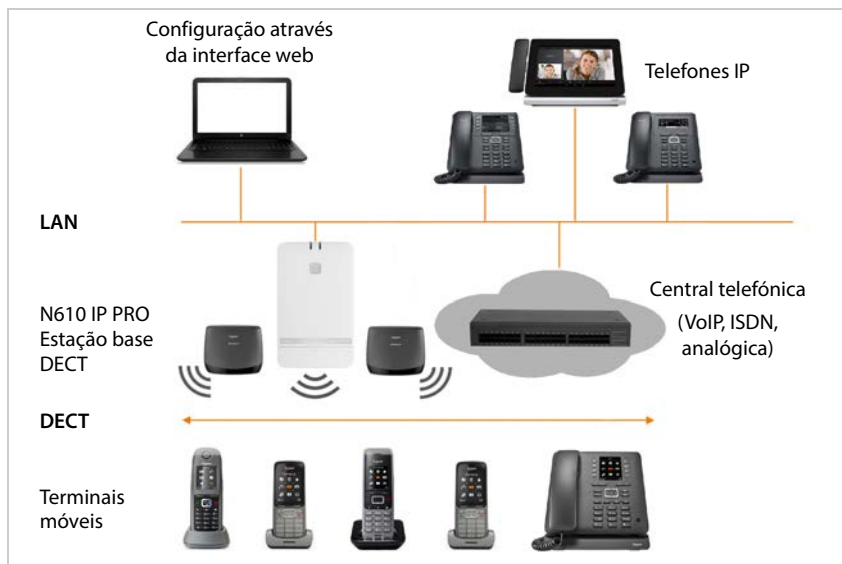 Configuração através
da interface web
Telefones IP
LAN
N610 IP PRO
Estação base
DECT
Central telefónica
(VoIP, ISDN,
analógica)
DECT
Terminais
móveis